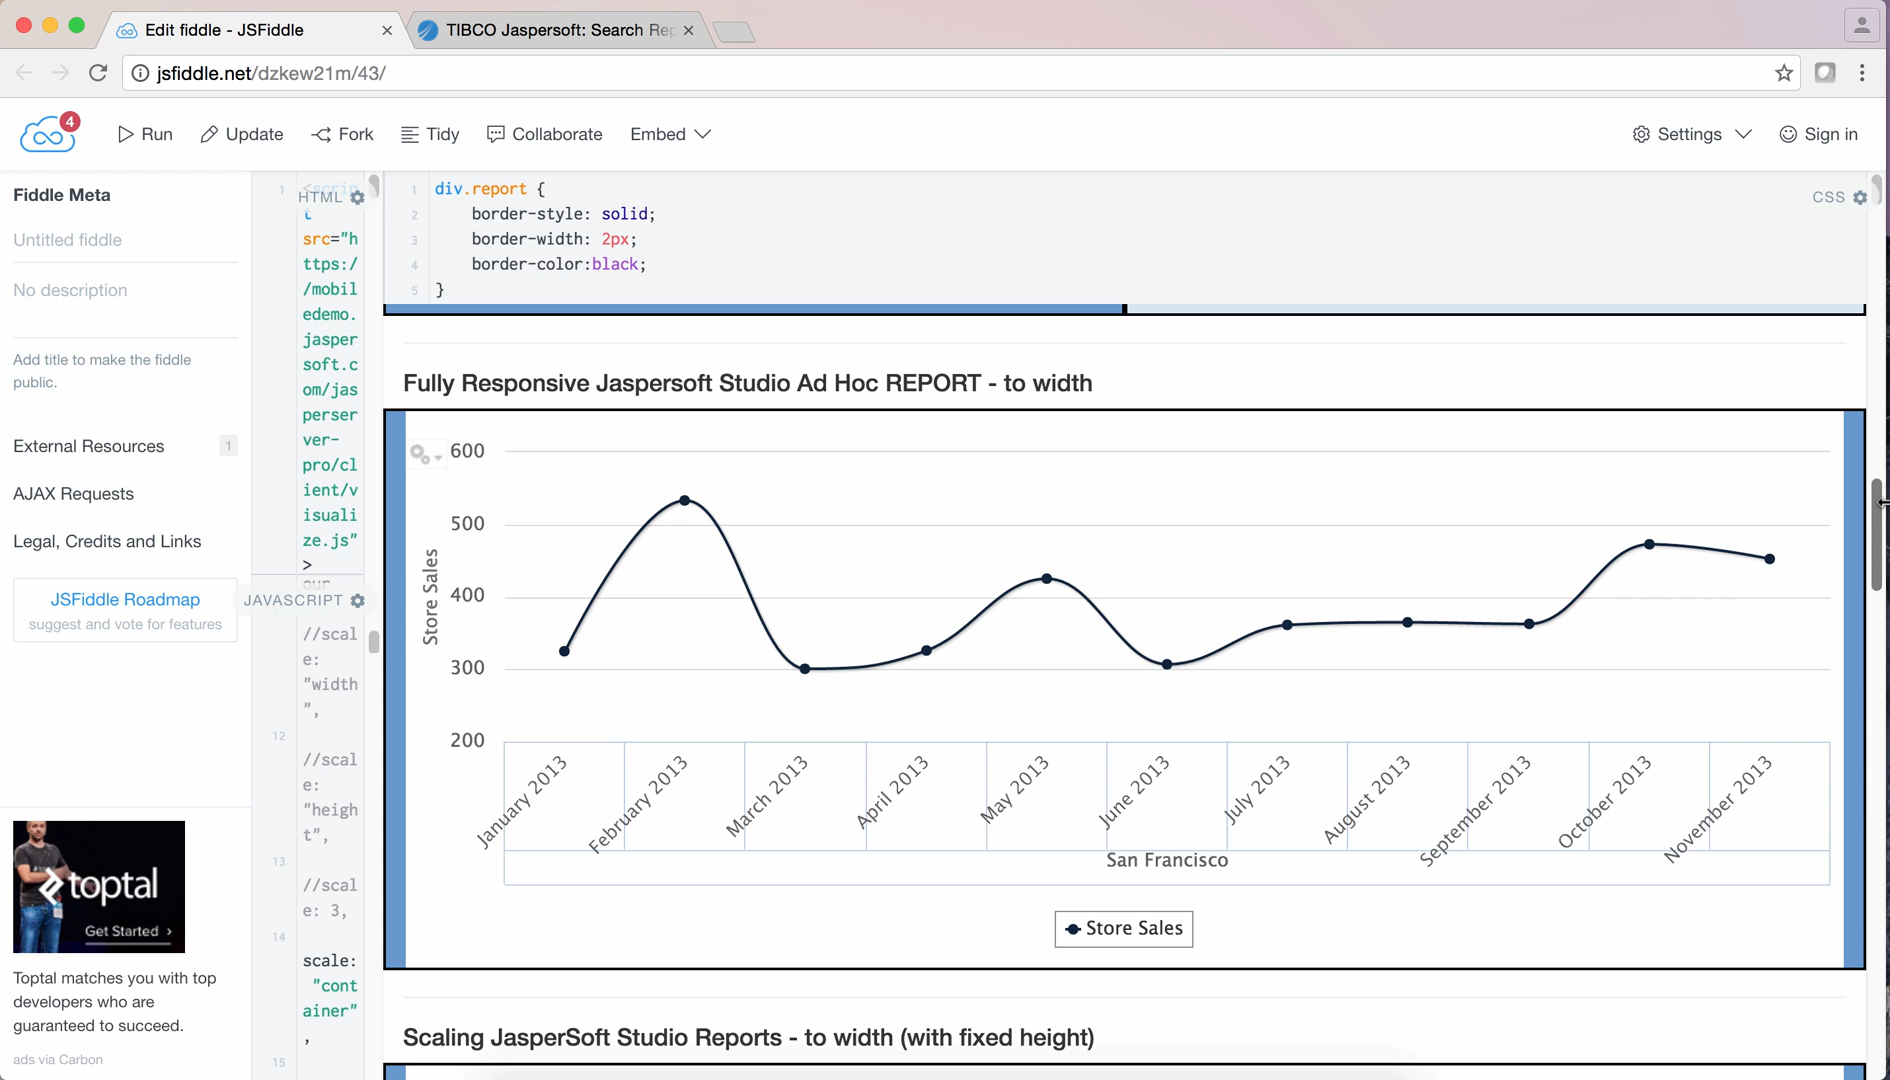 Edit fiddle - JSFiddle
TIBCO Jaspersoft: Search Rep
jsfiddle.net/dzkew21m/43/
4
Run
Update
Fork
Tidy
Collaborate
Embed
Settings
Sign in
Fiddle Meta
Untitled fiddle
No description
Add title to make the fiddle
public.
External Resources
1
AJAX Requests
Legal, Credits and Links
JSFiddle Roadmap
suggest and vote for features
toptal
Get Started ›
Toptal matches you with top
developers who are
guaranteed to succeed.
ads via Carbon
HTML
1
<scrip
t
src="h
ttps:/
/mobil
edemo.
jasper
soft.c
om/jas
perser
ver-
pro/cl
ient/v
isuali
ze.js"
>
JAVASCRIPT
our
//scal
e:
"width
",
12
//scal
e:
"heigh
t",
13
//scal
e: 3,
14
scale:
"cont
ainer"
,
15
CSS
1 div.report {
2 border-style: solid;
3 border-width: 2px;
4 border-color:black;
5 }
Fully Responsive Jaspersoft Studio Ad Hoc REPORT - to width
600
500
400
300
200
Store Sales
January 2013
February 2013
March 2013
April 2013
May 2013
June 2013
July 2013
August 2013
September 2013
October 2013
November 2013
San Francisco
Store Sales
Scaling JasperSoft Studio Reports - to width (with fixed height)